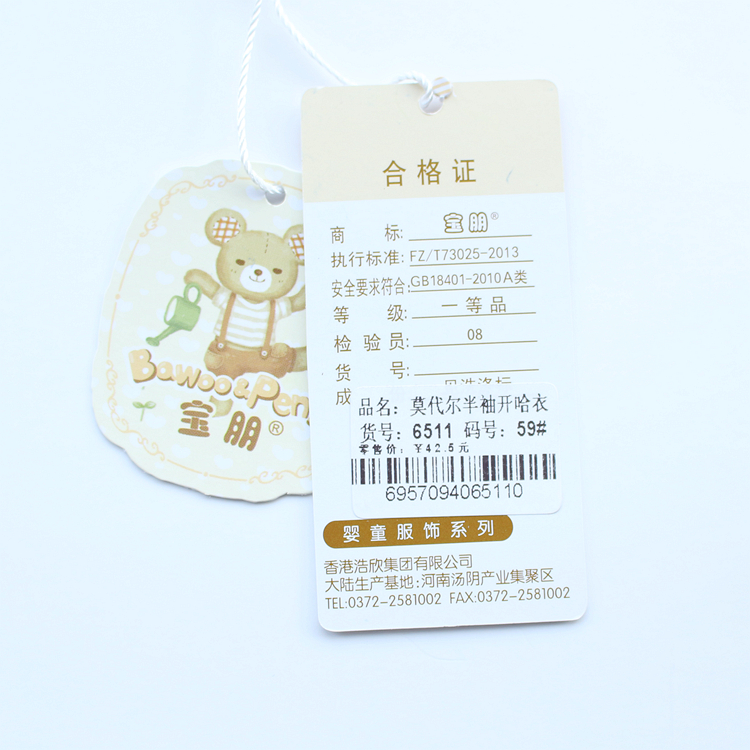 Bawoo&Peng
宝朋®
合格证
商 标: 宝朋®
执行标准: FZ/T73025-2013
安全要求符合: GB18401-2010A类
等 级: 一等品
检 验 员: 08
货 号:
成
品名: 莫代尔半袖开哈衣
货号: 6511 码号: 59#
零售价: ¥42.5元
6957094065110
婴童服饰系列
香港浩欣集团有限公司
大陆生产基地:河南汤阴产业集聚区
TEL:0372-2581002 FAX:0372-2581002